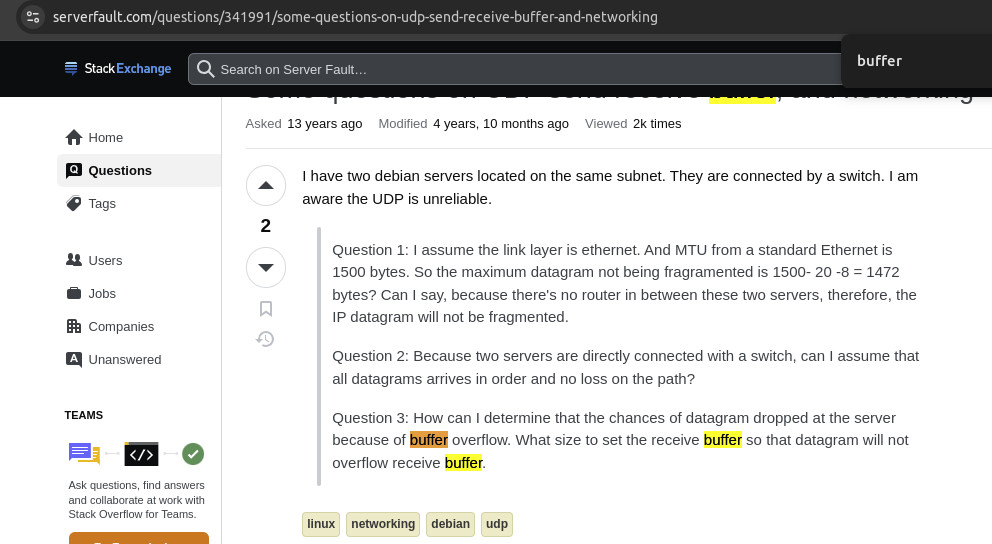 serverfault.com/questions/341991/some-questions-on-udp-send-receive-buffer-and-networking
buffer
StackExchange
Search on Server Fault…
Some questions on UDP send receive buffer, and networking
Asked 13 years ago Modified 4 years, 10 months ago Viewed 2k times
Home
Questions
Tags
Users
Jobs
Companies
Unanswered
TEAMS
Ask questions, find answers
and collaborate at work with
Stack Overflow for Teams.
2
I have two debian servers located on the same subnet. They are connected by a switch. I am
aware the UDP is unreliable.
Question 1: I assume the link layer is ethernet. And MTU from a standard Ethernet is
1500 bytes. So the maximum datagram not being fragramented is 1500- 20 -8 = 1472
bytes? Can I say, because there's no router in between these two servers, therefore, the
IP datagram will not be fragmented.
Question 2: Because two servers are directly connected with a switch, can I assume that
all datagrams arrives in order and no loss on the path?
Question 3: How can I determine that the chances of datagram dropped at the server
because of buffer overflow. What size to set the receive buffer so that datagram will not
overflow receive buffer.
linux networking debian udp